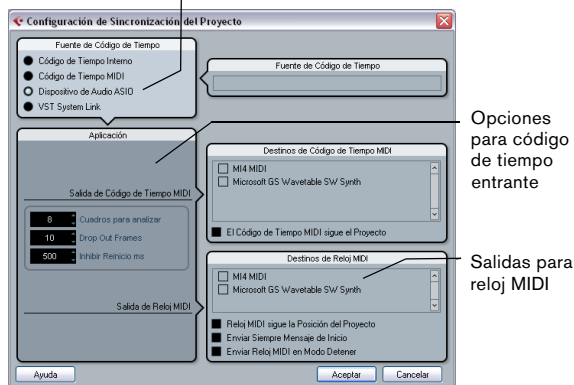 Configuración de Sincronización del Proyecto
Fuente de Código de Tiempo
Código de Tiempo Interno
Código de Tiempo MIDI
Dispositivo de Audio ASIO
VST System Link
Fuente de Código de Tiempo
Aplicación
Opciones
para código
de tiempo
entrante
Destinos de Código de Tiempo MIDI
MI4 MIDI
Microsoft GS Wavetable SW Synth
Salida de Código de Tiempo MIDI
8 Cuadros para analizar
10 Drop Out Frames
500 Inhibir Reinicio ms
El Código de Tiempo MIDI sigue el Proyecto
Destinos de Reloj MIDI
MI4 MIDI
Microsoft GS Wavetable SW Synth
Salidas para
reloj MIDI
Salida de Reloj MIDI
Reloj MIDI sigue la Posición del Proyecto
Enviar Siempre Mensaje de Inicio
Enviar Reloj MIDI en Modo Detener
Ayuda
Aceptar
Cancelar